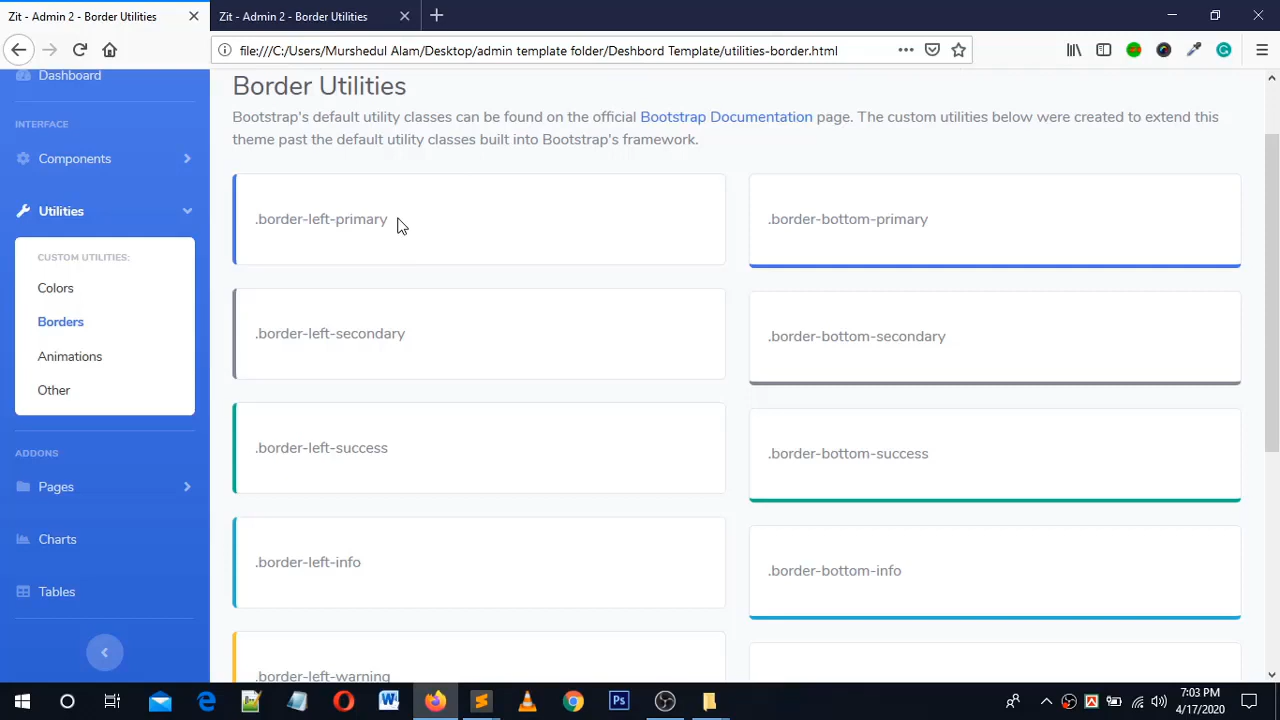 Zit - Admin 2 - Border Utilities
Zit - Admin 2 - Border Utilities
file:///C:/Users/Murshedul Alam/Desktop/admin template folder/Deshbord Template/utilities-border.html
Dashboard
INTERFACE
Components
Utilities
CUSTOM UTILITIES:
Colors
Borders
Animations
Other
ADDONS
Pages
Charts
Tables
Border Utilities
Bootstrap's default utility classes can be found on the official Bootstrap Documentation page. The custom utilities below were created to extend this
theme past the default utility classes built into Bootstrap's framework.
.border-left-primary
.border-bottom-primary
.border-left-secondary
.border-bottom-secondary
.border-left-success
.border-bottom-success
.border-left-info
.border-bottom-info
.border-left-warning
7:03 PM
4/17/2020